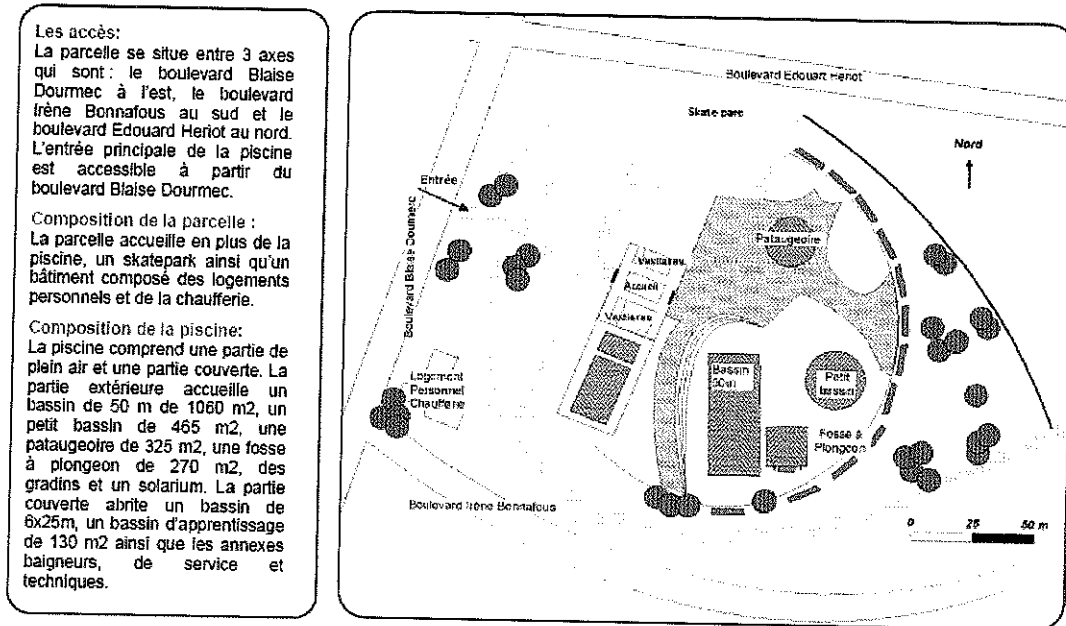 Les accès:
La parcelle se situe entre 3 axes
qui sont : le boulevard Blaise
Dourmec à l'est, le boulevard
Irène Bonnafous au sud et le
boulevard Edouard Heriot au nord.
L'entrée principale de la piscine
est accessible à partir du
boulevard Blaise Dourmec.
Composition de la parcelle :
La parcelle accueille en plus de la
piscine, un skatepark ainsi qu'un
bâtiment composé des logements
personnels et de la chaufferie.
Composition de la piscine:
La piscine comprend une partie de
plein air et une partie couverte. La
partie extérieure accueille un
bassin de 50 m de 1060 m2, un
petit bassin de 465 m2, une
pataugeoire de 325 m2, une fosse
à plongeon de 270 m2, des
gradins et un solarium. La partie
couverte abrite un bassin de
6x25m, un bassin d'apprentissage
de 130 m2 ainsi que les annexes
baigneurs, de service et
techniques.
Boulevard Edouart Heriot
Skate parc
Nord
Entrée
Boulevard Blaise Dourmec
Pataugeoire
Vestiaires
Accueil
Vestiaires
Logement
Personnel
Chaufferie
Bassin
50m
Petit
bassin
Fosse à
Plongeon
Boulevard Irène Bonnafous
0 25 50 m